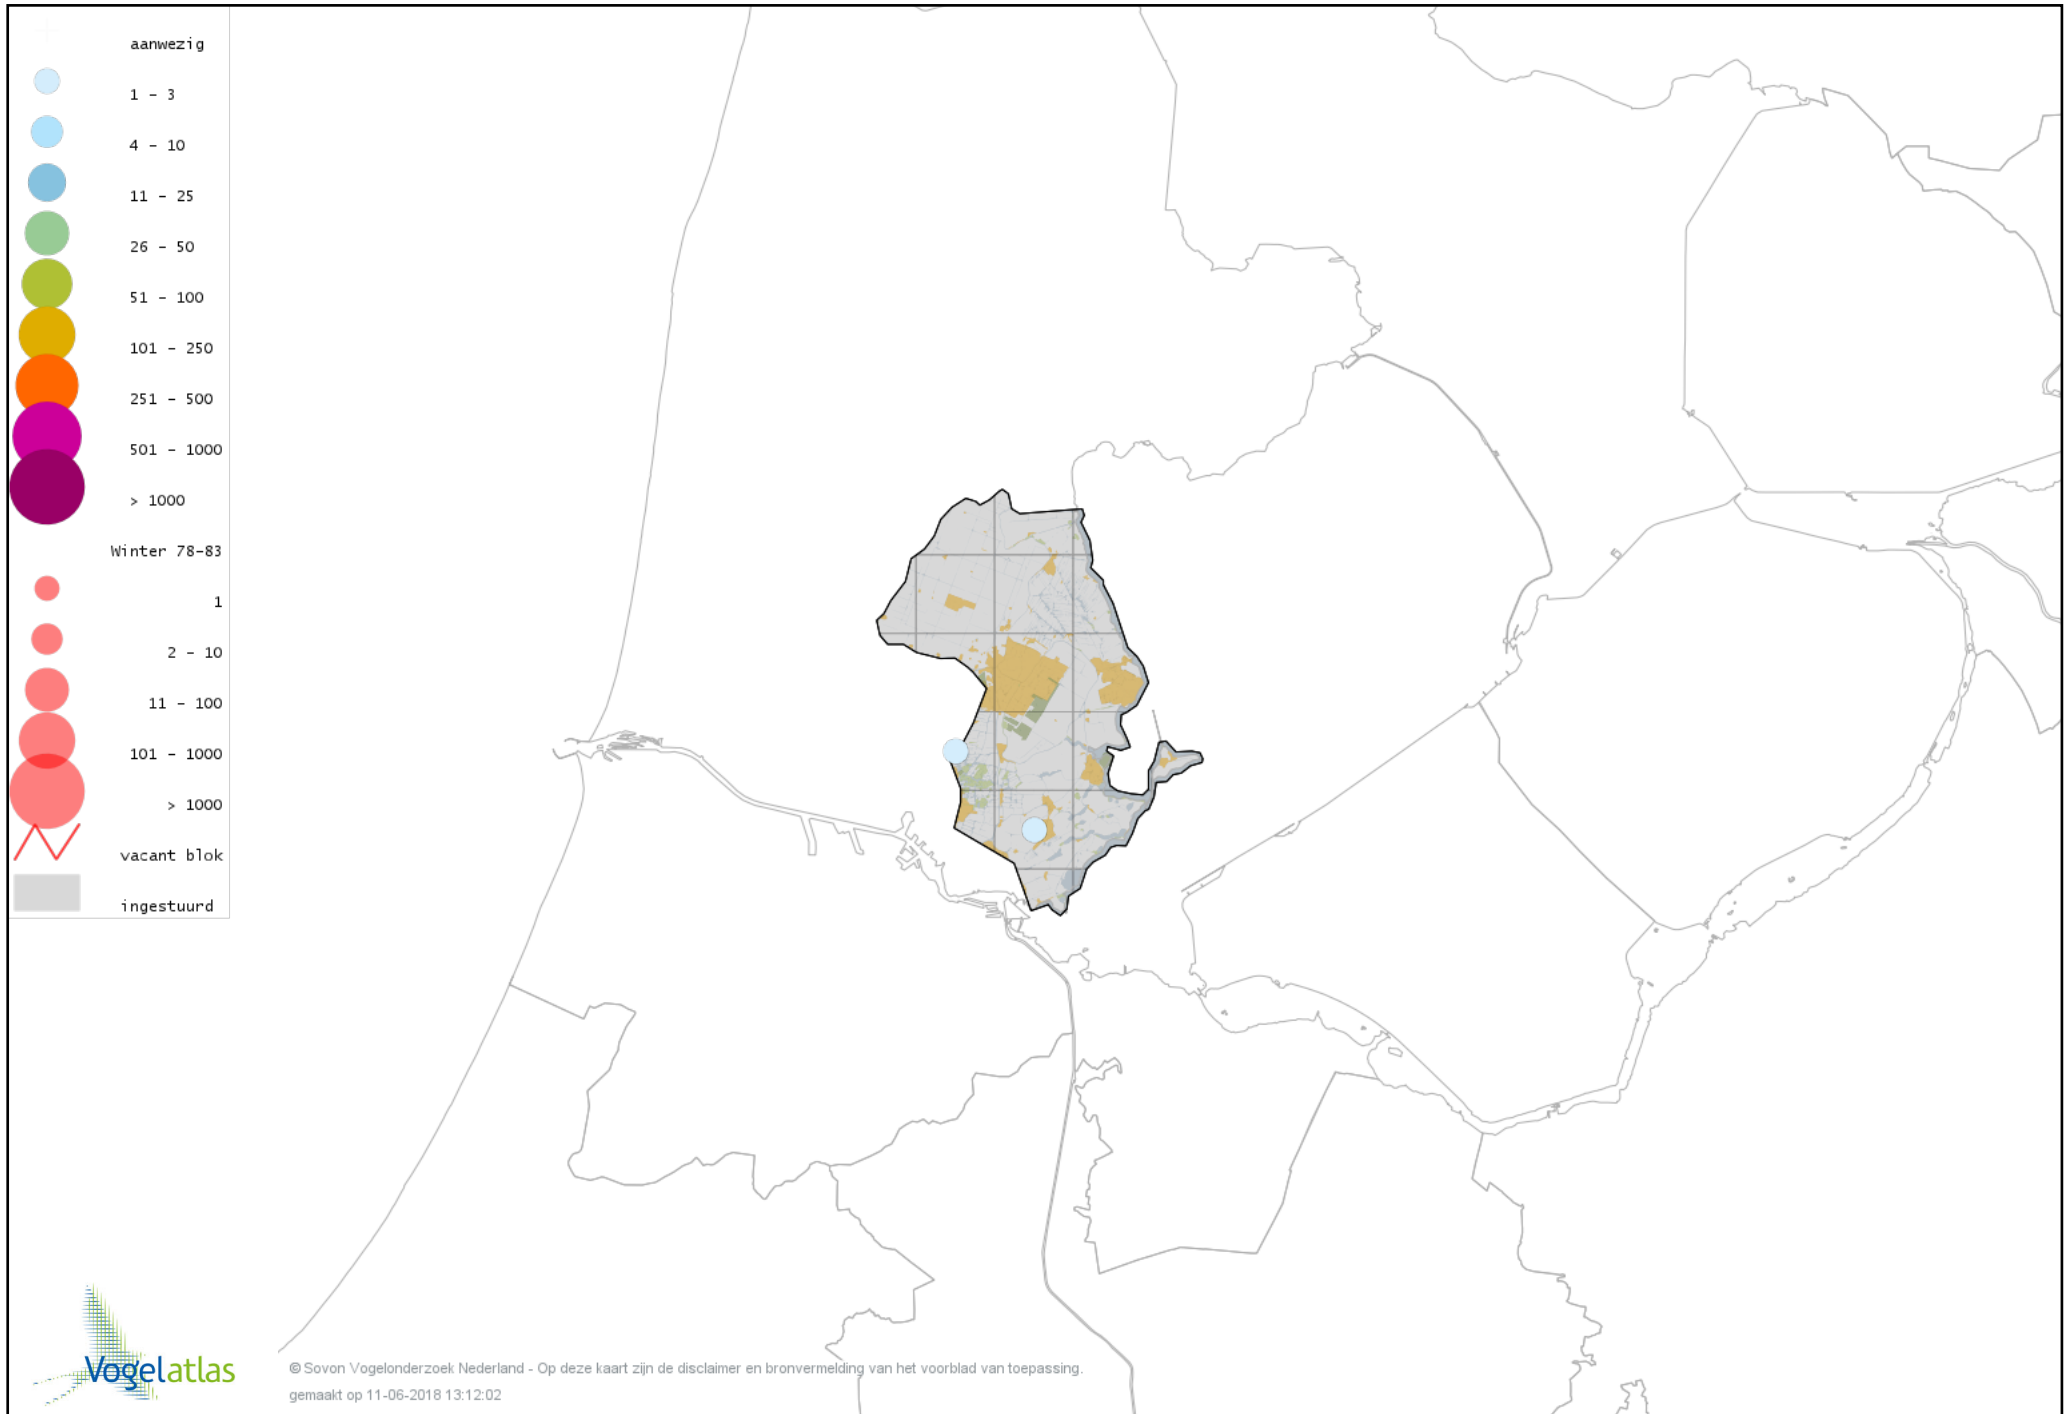 aanwezig
1 - 3
4 - 10
11 - 25
26 - 50
51 - 100
101 - 250
251 - 500
501 - 1000
> 1000
Winter 78-83
1
2 - 10
11 - 100
101 - 1000
> 1000
vacant blok
ingestuurd
Vogelatlas
© Sovon Vogelonderzoek Nederland - Op deze kaart zijn de disclaimer en bronvermelding van het voorblad van toepassing.
gemaakt op 11-06-2018 13:12:02